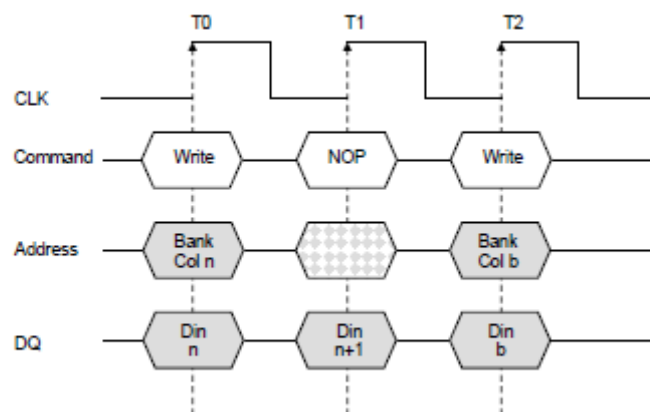 T0 T1 T2
CLK
Command Write NOP Write
Address Bank Col n Bank Col b
DQ Din n Din n+1 Din b